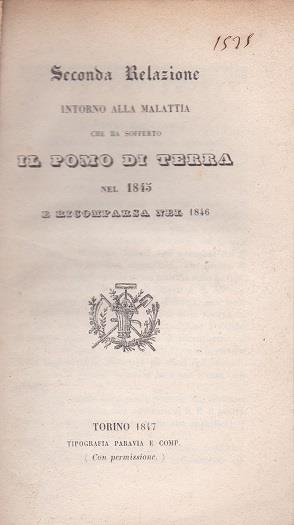 Seconda Relazione
INTORNO ALLA MALATTIA
CHE HA SOFFERTO
IL POMO DI TERRA
NEL 1845
E RICOMPARSA NEL 1846
TORINO 1847
TIPOGRAFIA PARAVIA E COMP.
( Con permissione. )